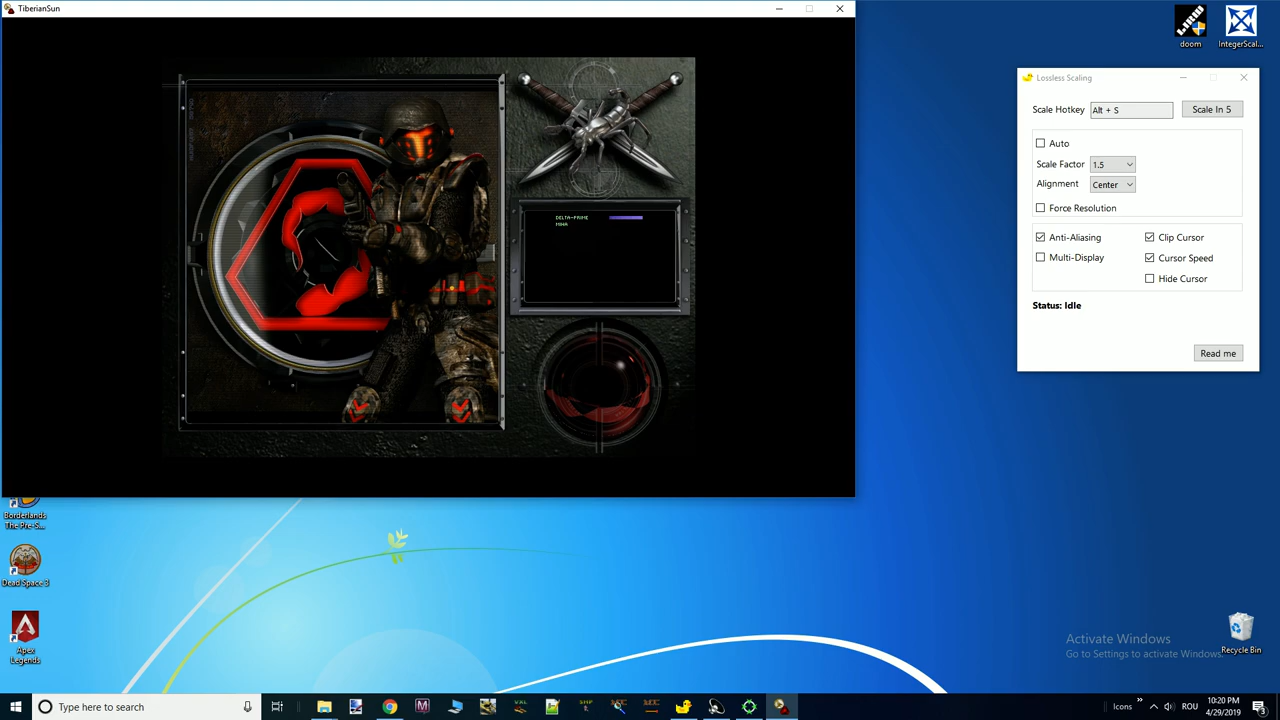 TiberianSun
DELTA-PRIME
MINA
doom
IntegerScal...
Lossless Scaling
Scale Hotkey
Alt + S
Scale In 5
Auto
Scale Factor
1.5
Alignment
Center
Force Resolution
Anti-Aliasing
Clip Cursor
Multi-Display
Cursor Speed
Hide Cursor
Status: Idle
Read me
Borderlands
The Pre-S...
Dead Space 3
Apex
Legends
Activate Windows
Go to Settings to activate Windows.
Recycle Bin
Type here to search
Icons
ROU
10:20 PM
4/29/2019
3